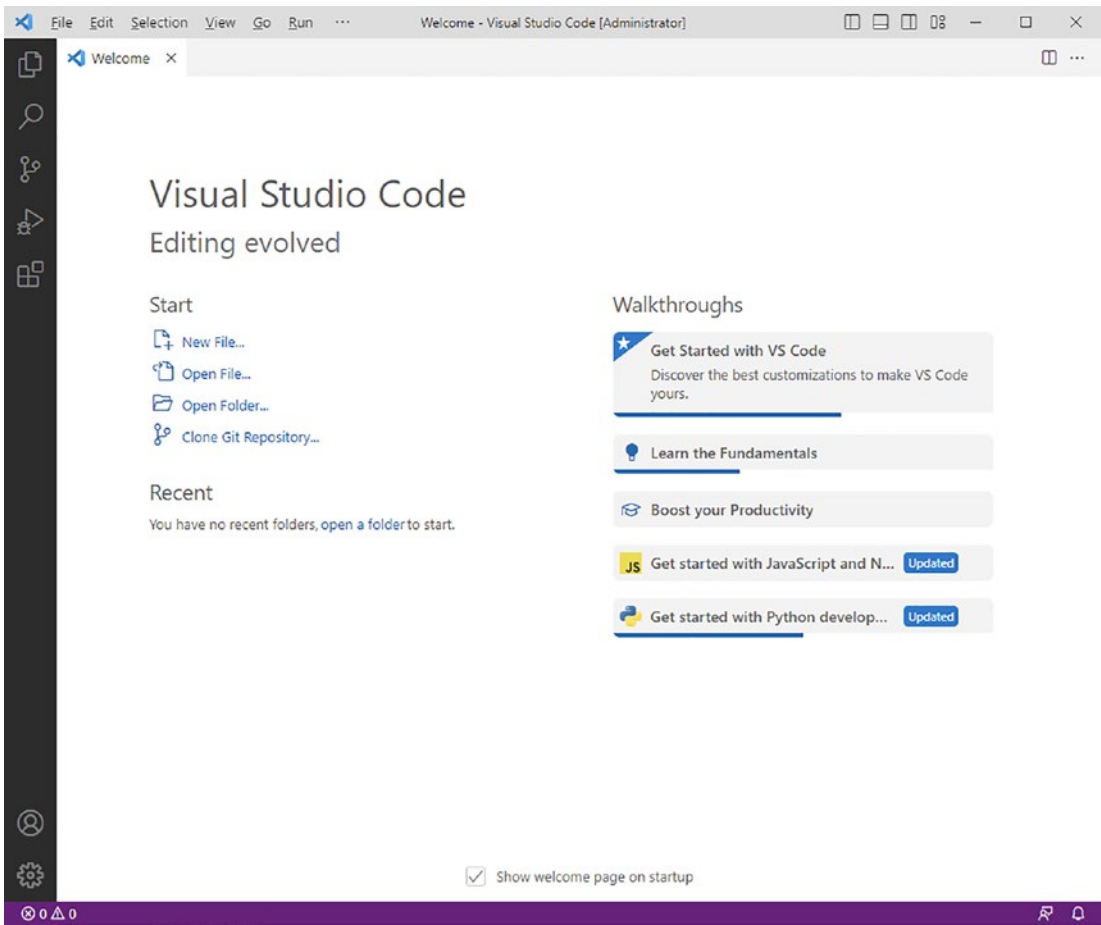 File Edit Selection View Go Run ··· Welcome - Visual Studio Code [Administrator]
Welcome
Visual Studio Code
Editing evolved
Start
New File...
Open File...
Open Folder...
Clone Git Repository...
Recent
You have no recent folders, open a folder to start.
Walkthroughs
Get Started with VS Code
Discover the best customizations to make VS Code
yours.
Learn the Fundamentals
Boost your Productivity
JS Get started with JavaScript and N... Updated
Get started with Python develop... Updated
Show welcome page on startup
0 0